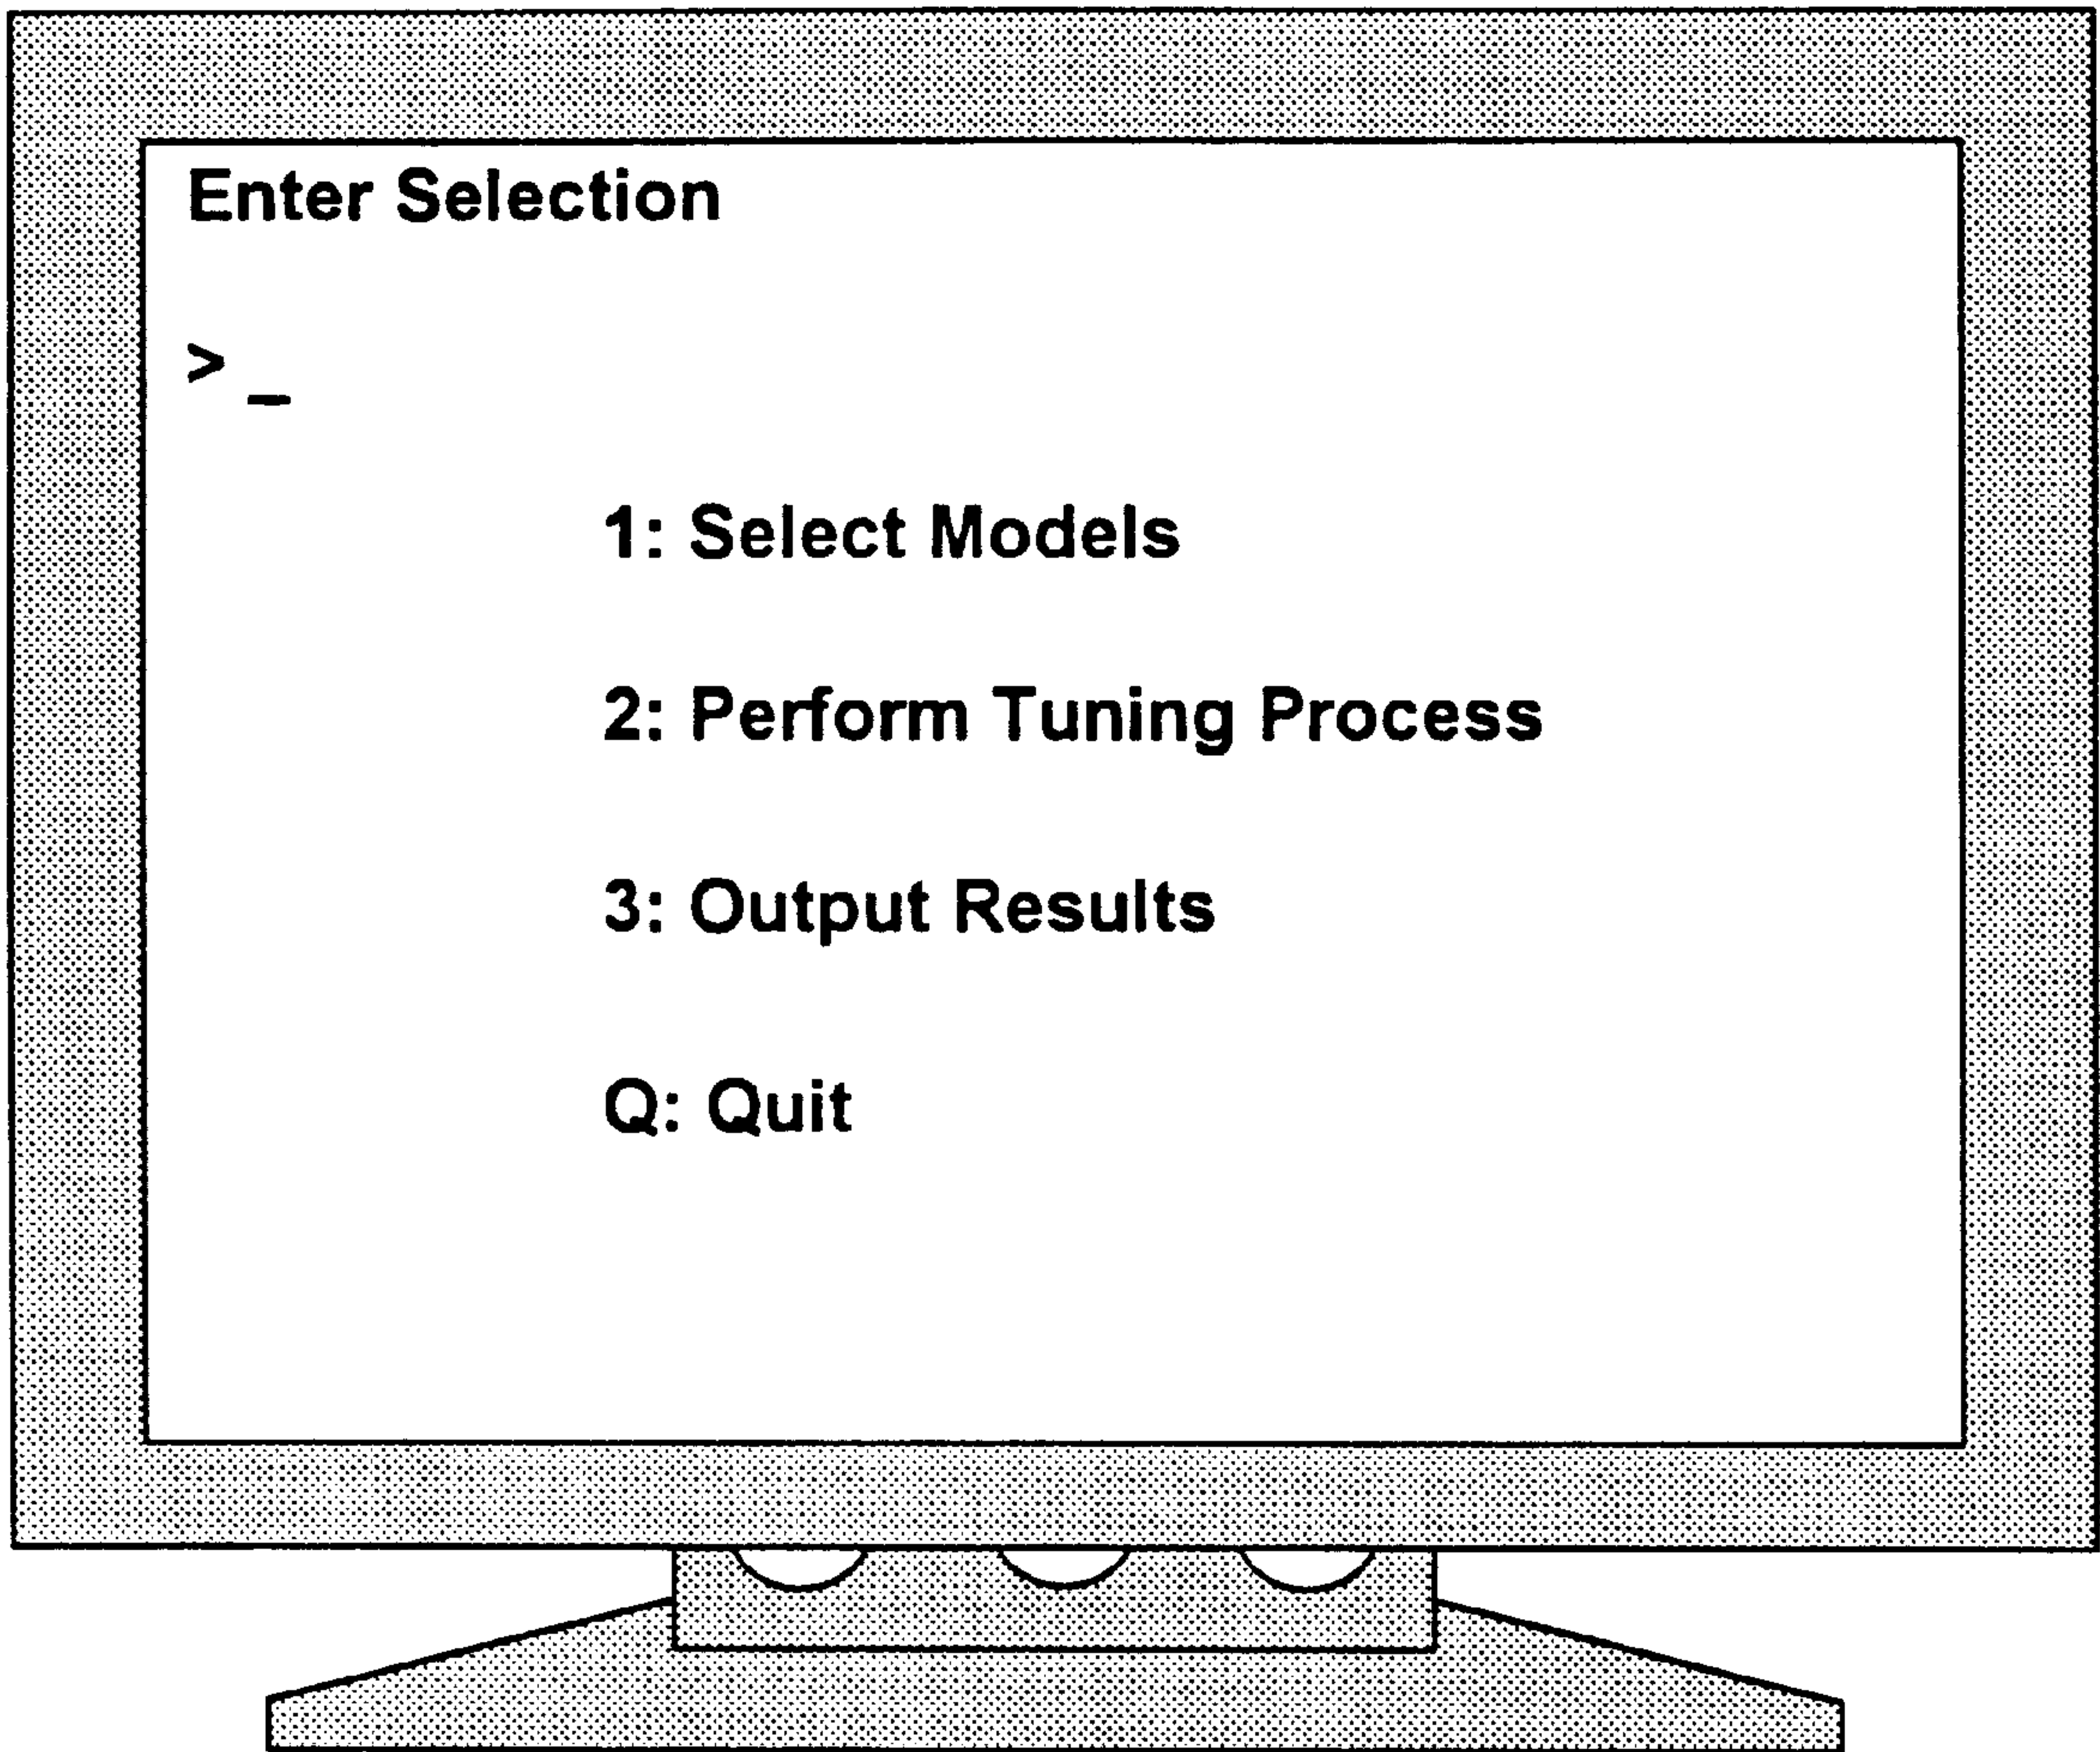 Enter Selection
> _
1: Select Models
2: Perform Tuning Process
3: Output Results
Q: Quit